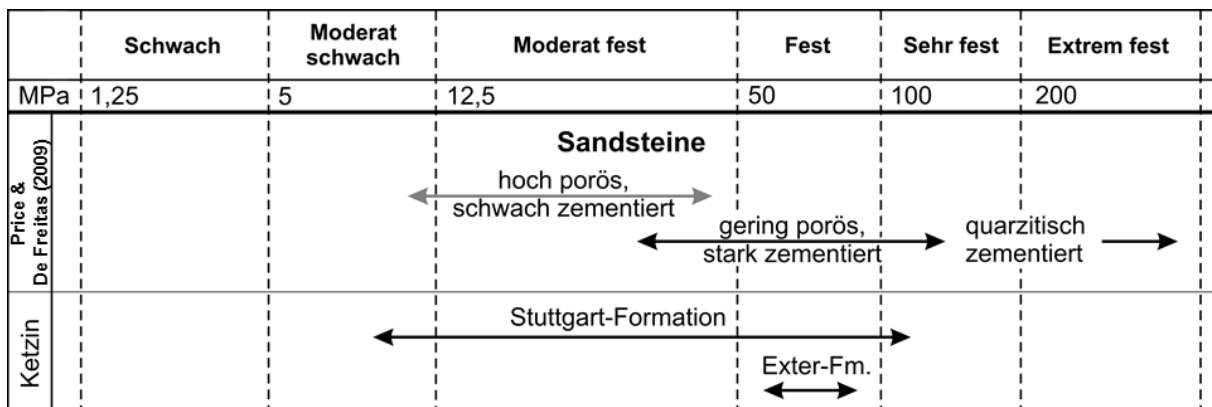 Schwach
Moderat
schwach
Moderat fest
Fest
Sehr fest
Extrem fest
MPa
1,25
5
12,5
50
100
200
Price &
De Freitas (2009)
Sandsteine
hoch porös,
schwach zementiert
gering porös,
stark zementiert
quarzitisch
zementiert
Ketzin
Stuttgart-Formation
Exter-Fm.